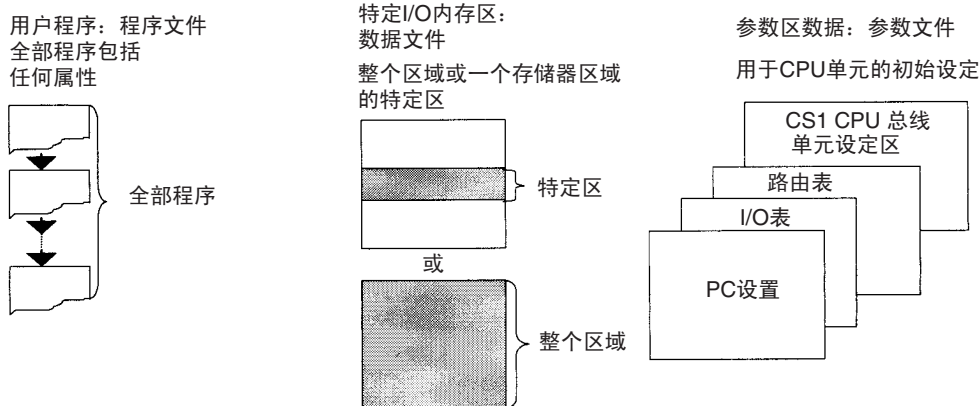 用户程序：程序文件
全部程序包括
任何属性
全部程序
特定I/O内存区：
数据文件
整个区域或一个存储器区域
的特定区
特定区
或
整个区域
参数区数据：参数文件
用于CPU单元的初始设定
CS1 CPU 总线
单元设定区
路由表
I/O表
PC设置